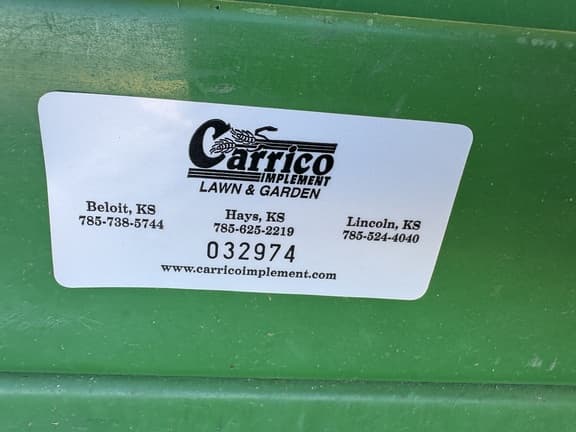 Carrico
IMPLEMENT
LAWN & GARDEN
Beloit, KS
785-738-5744
Hays, KS
785-625-2219
Lincoln, KS
785-524-4040
032974
www.carricoimplement.com